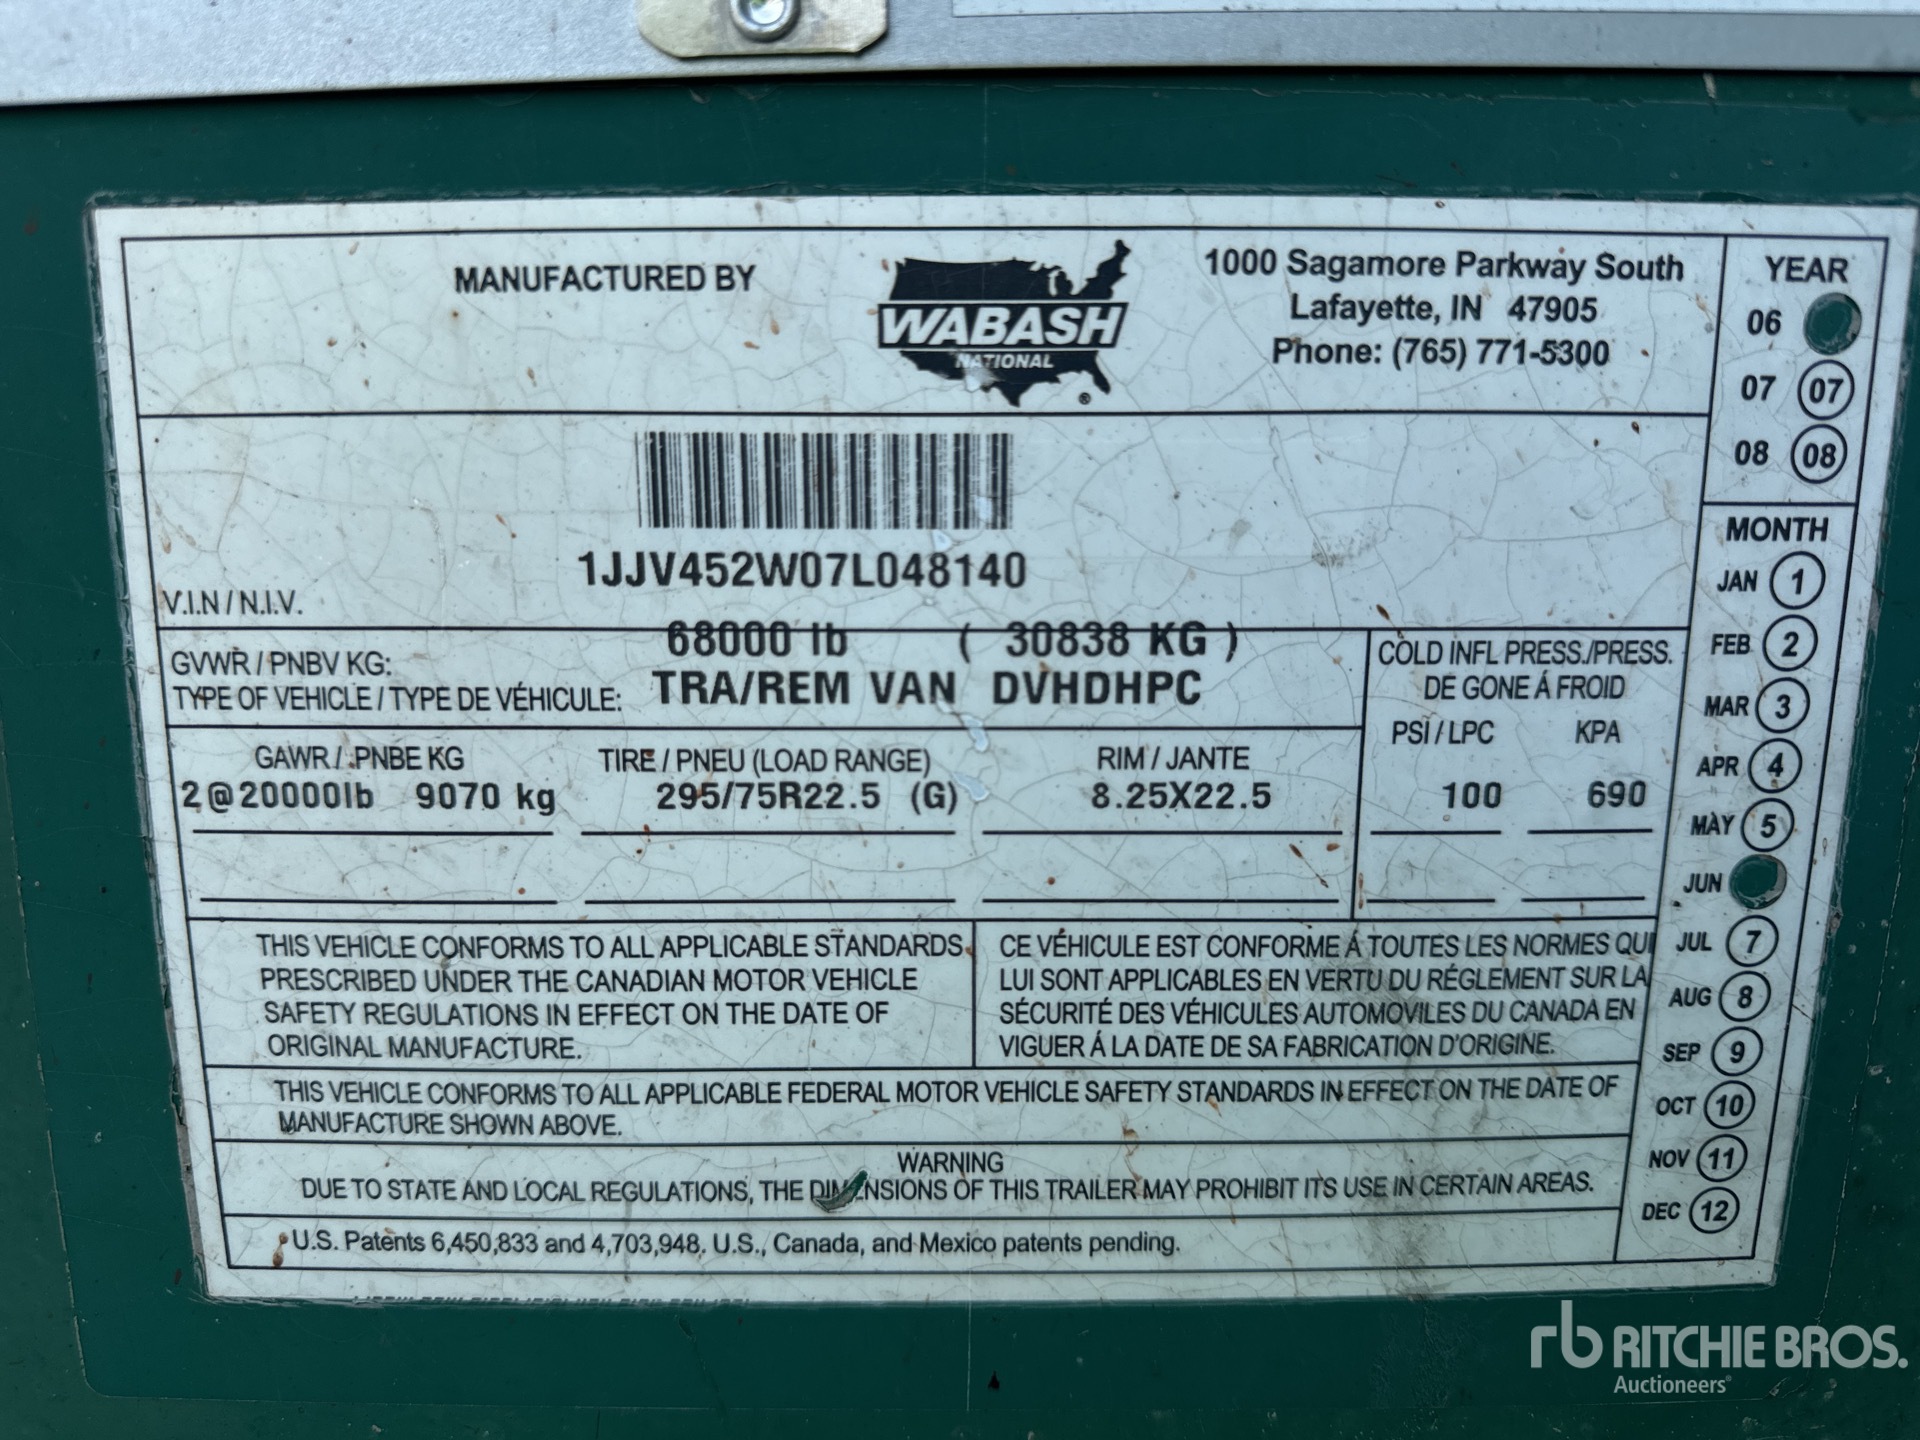 MANUFACTURED BY
WABASH
NATIONAL
®
1000 Sagamore Parkway South
Lafayette, IN 47905
Phone: (765) 771-5300
YEAR
06
07 07
08 08
1JJV452W07L048140
V.I.N / N.I.V.
GVWR / PNBV KG: 68000 lb ( 30838 KG )
TYPE OF VEHICLE / TYPE DE VÉHICULE: TRA/REM VAN DVHDHPC
COLD INFL PRESS./PRESS.
DE GONE Á FROID
PSI / LPC KPA
GAWR / PNBE KG TIRE / PNEU (LOAD RANGE) RIM / JANTE
2@20000lb 9070 kg 295/75R22.5 (G) 8.25X22.5 100 690
MONTH
JAN 1
FEB 2
MAR 3
APR 4
MAY 5
JUN
JUL 7
AUG 8
SEP 9
OCT 10
NOV 11
DEC 12
THIS VEHICLE CONFORMS TO ALL APPLICABLE STANDARDS
PRESCRIBED UNDER THE CANADIAN MOTOR VEHICLE
SAFETY REGULATIONS IN EFFECT ON THE DATE OF
ORIGINAL MANUFACTURE.
CE VÉHICULE EST CONFORME Á TOUTES LES NORMES QUI
LUI SONT APPLICABLES EN VERTU DU RÉGLEMENT SUR LA
SÉCURITÉ DES VÉHICULES AUTOMOVILES DU CANADA EN
VIGUER Á LA DATE DE SA FABRICATION D'ORIGINE.
THIS VEHICLE CONFORMS TO ALL APPLICABLE FEDERAL MOTOR VEHICLE SAFETY STANDARDS IN EFFECT ON THE DATE OF
MANUFACTURE SHOWN ABOVE.
WARNING
DUE TO STATE AND LOCAL REGULATIONS, THE DIMENSIONS OF THIS TRAILER MAY PROHIBIT ITS USE IN CERTAIN AREAS.
U.S. Patents 6,450,833 and 4,703,948. U.S., Canada, and Mexico patents pending.
rb RITCHIE BROS.
Auctioneers